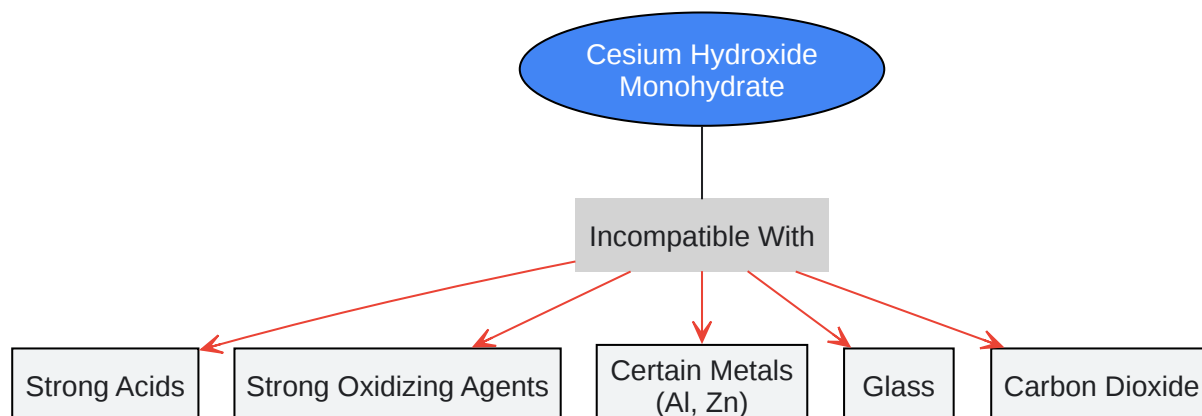 Cesium Hydroxide
Monohydrate
Incompatible With
Strong Acids
Strong Oxidizing Agents
Certain Metals
(Al, Zn)
Glass
Carbon Dioxide